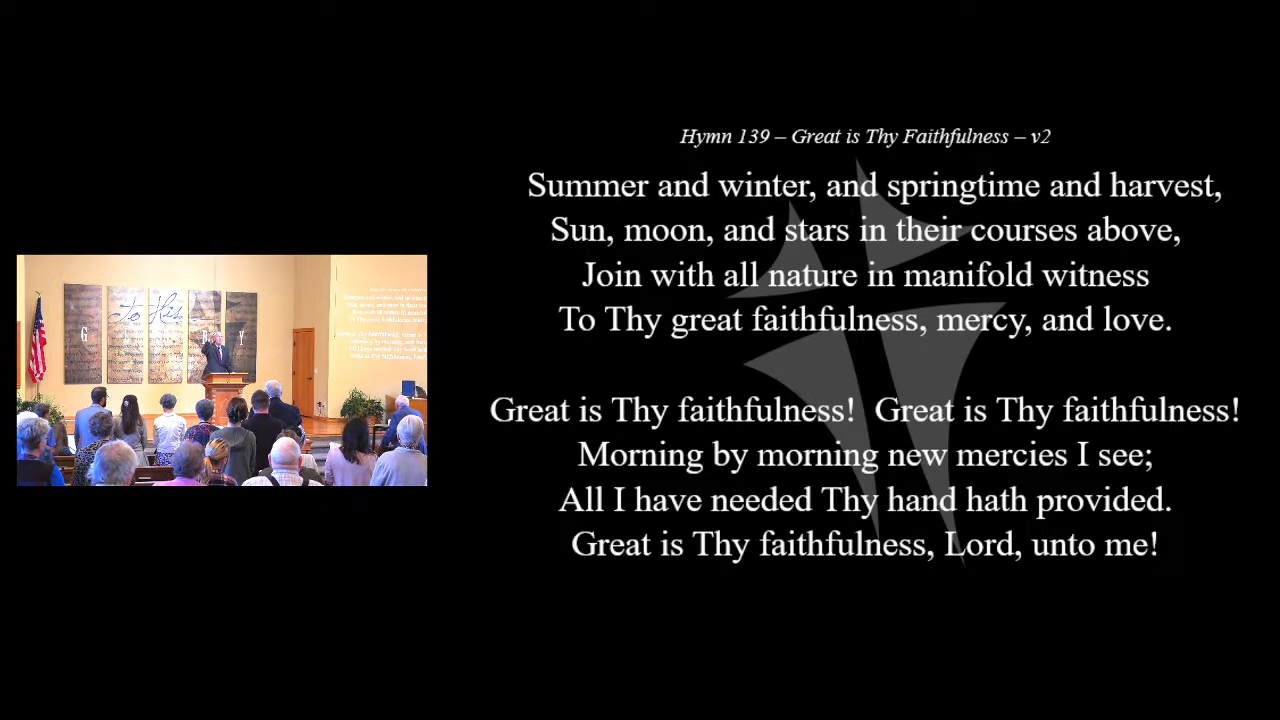 Hymn 139 – Great is Thy Faithfulness – v2
Summer and winter, and springtime and harvest,
Sun, moon, and stars in their courses above,
Join with all nature in manifold witness
To Thy great faithfulness, mercy, and love.
Great is Thy faithfulness! Great is Thy faithfulness!
Morning by morning new mercies I see;
All I have needed Thy hand hath provided.
Great is Thy faithfulness, Lord, unto me!
to Him
G
Y